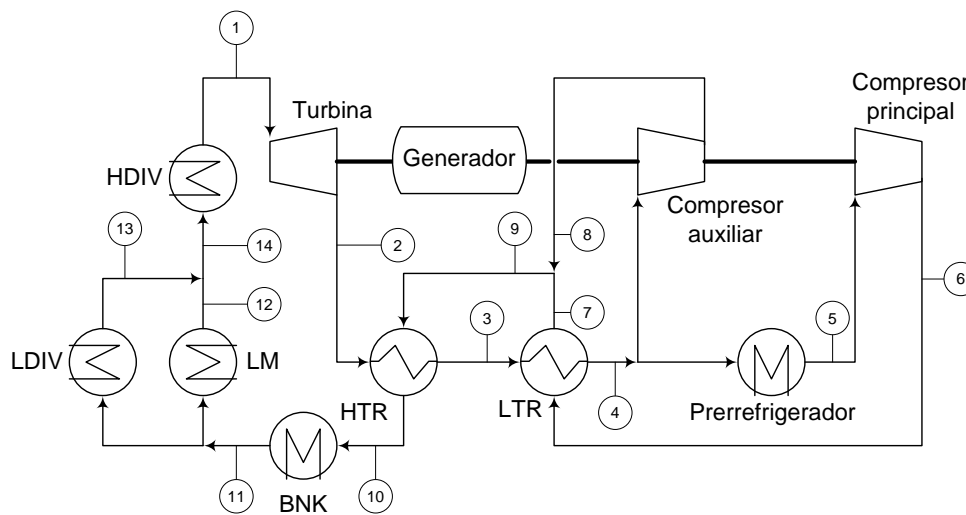 1
Compresor
principal
Turbina
Generador
HDIV
Compresor
auxiliar
13
14
2
9
8
6
12
3
7
5
LDIV
LM
HTR
LTR
4
Prerrefrigerador
11
BNK
10